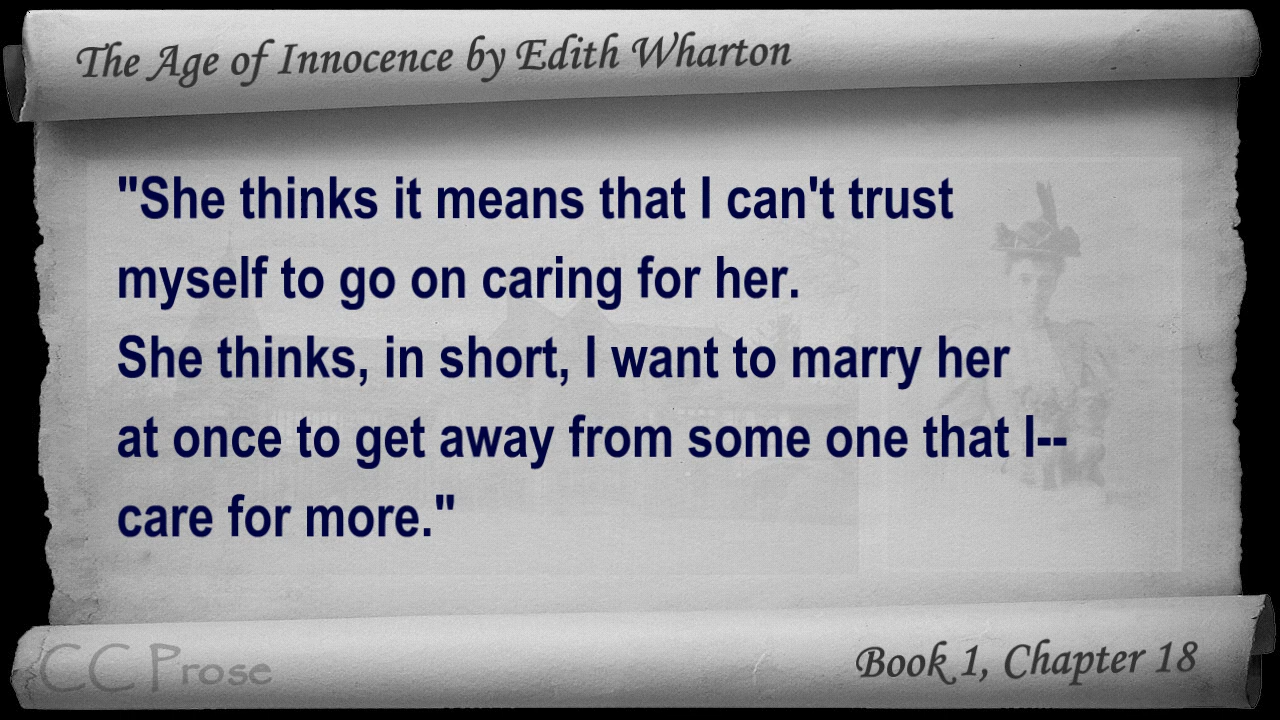 The Age of Innocence by Edith Wharton
"She thinks it means that I can't trust
myself to go on caring for her.
She thinks, in short, I want to marry her
at once to get away from some one that I--
care for more."
CC Prose
Book 1, Chapter 18